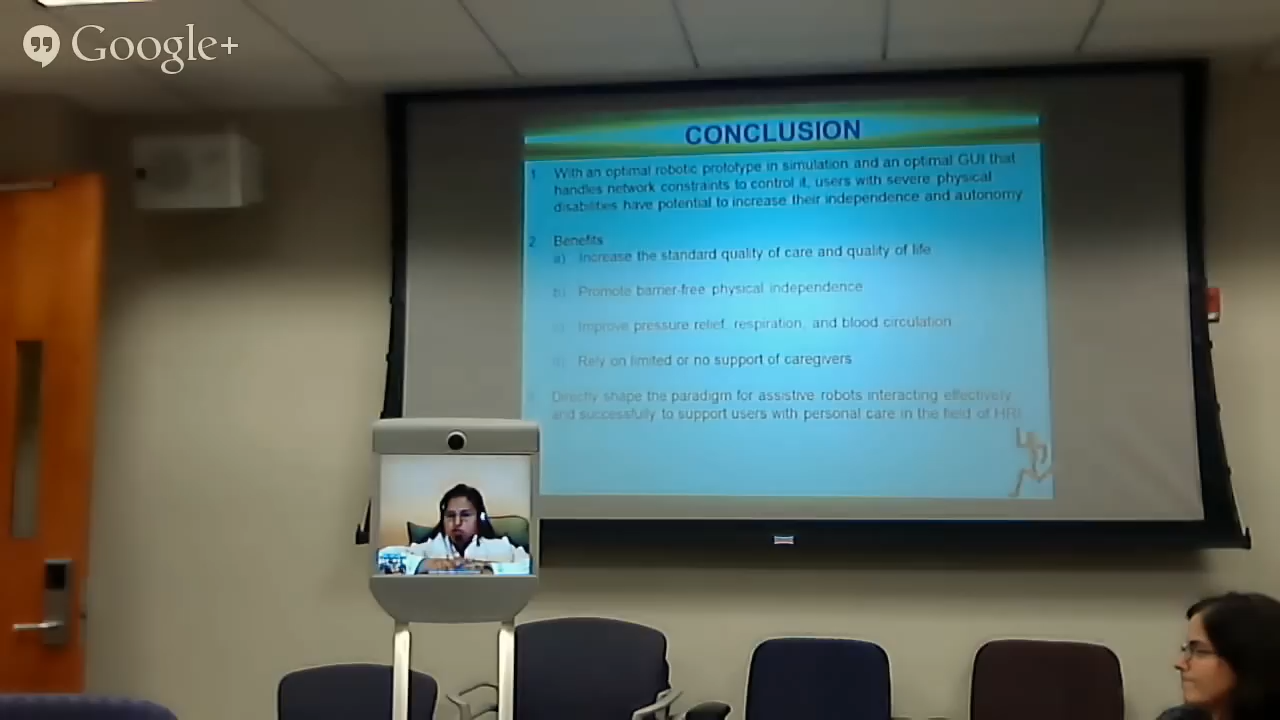 Google+
CONCLUSION
1. With an optimal robotic prototype in simulation and an optimal GUI that
handles network constraints to control it, users with severe physical
disabilities have potential to increase their independence and autonomy
2. Benefits
a) Increase the standard quality of care and quality of life
b) Promote barrier-free physical independence
c) Improve pressure relief, respiration, and blood circulation
d) Rely on limited or no support of caregivers
3. Directly shape the paradigm for assistive robots interacting effectively
and successfully to support users with personal care in the field of HRI